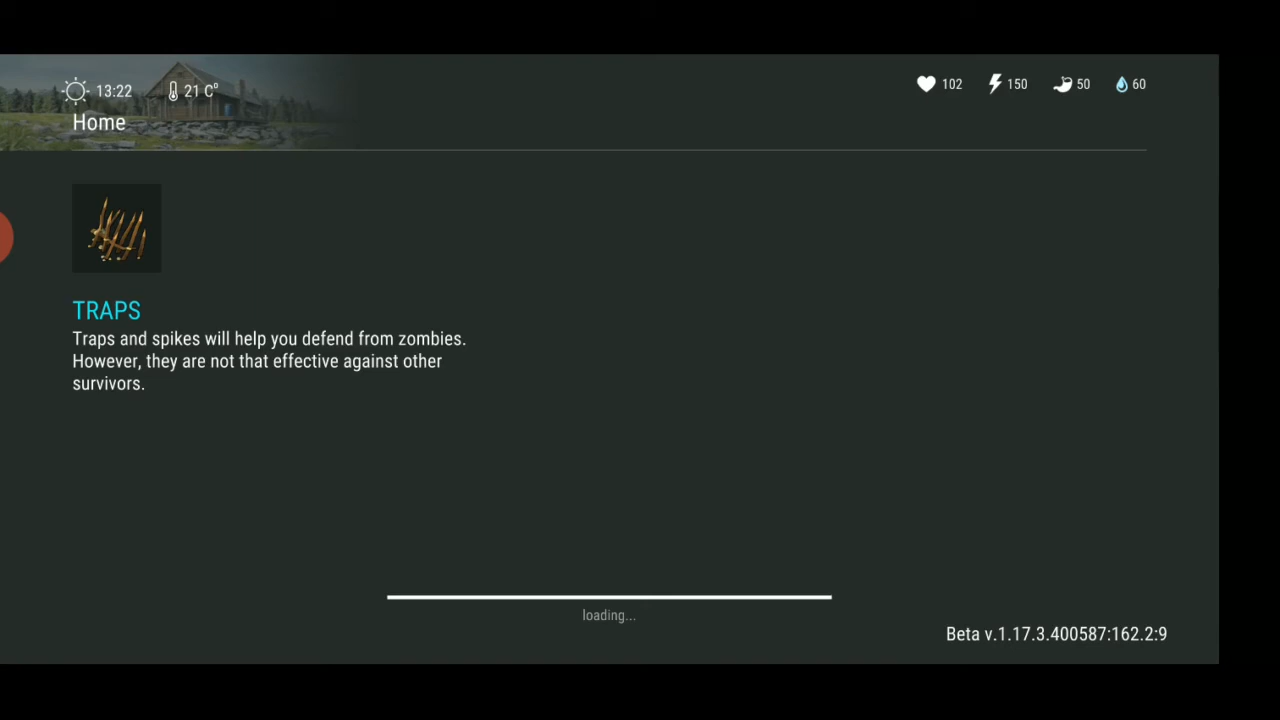 13:22 21 C° 102 150 50 60
Home
TRAPS
Traps and spikes will help you defend from zombies.
However, they are not that effective against other
survivors.
loading...
Beta v.1.17.3.400587:162.2:9